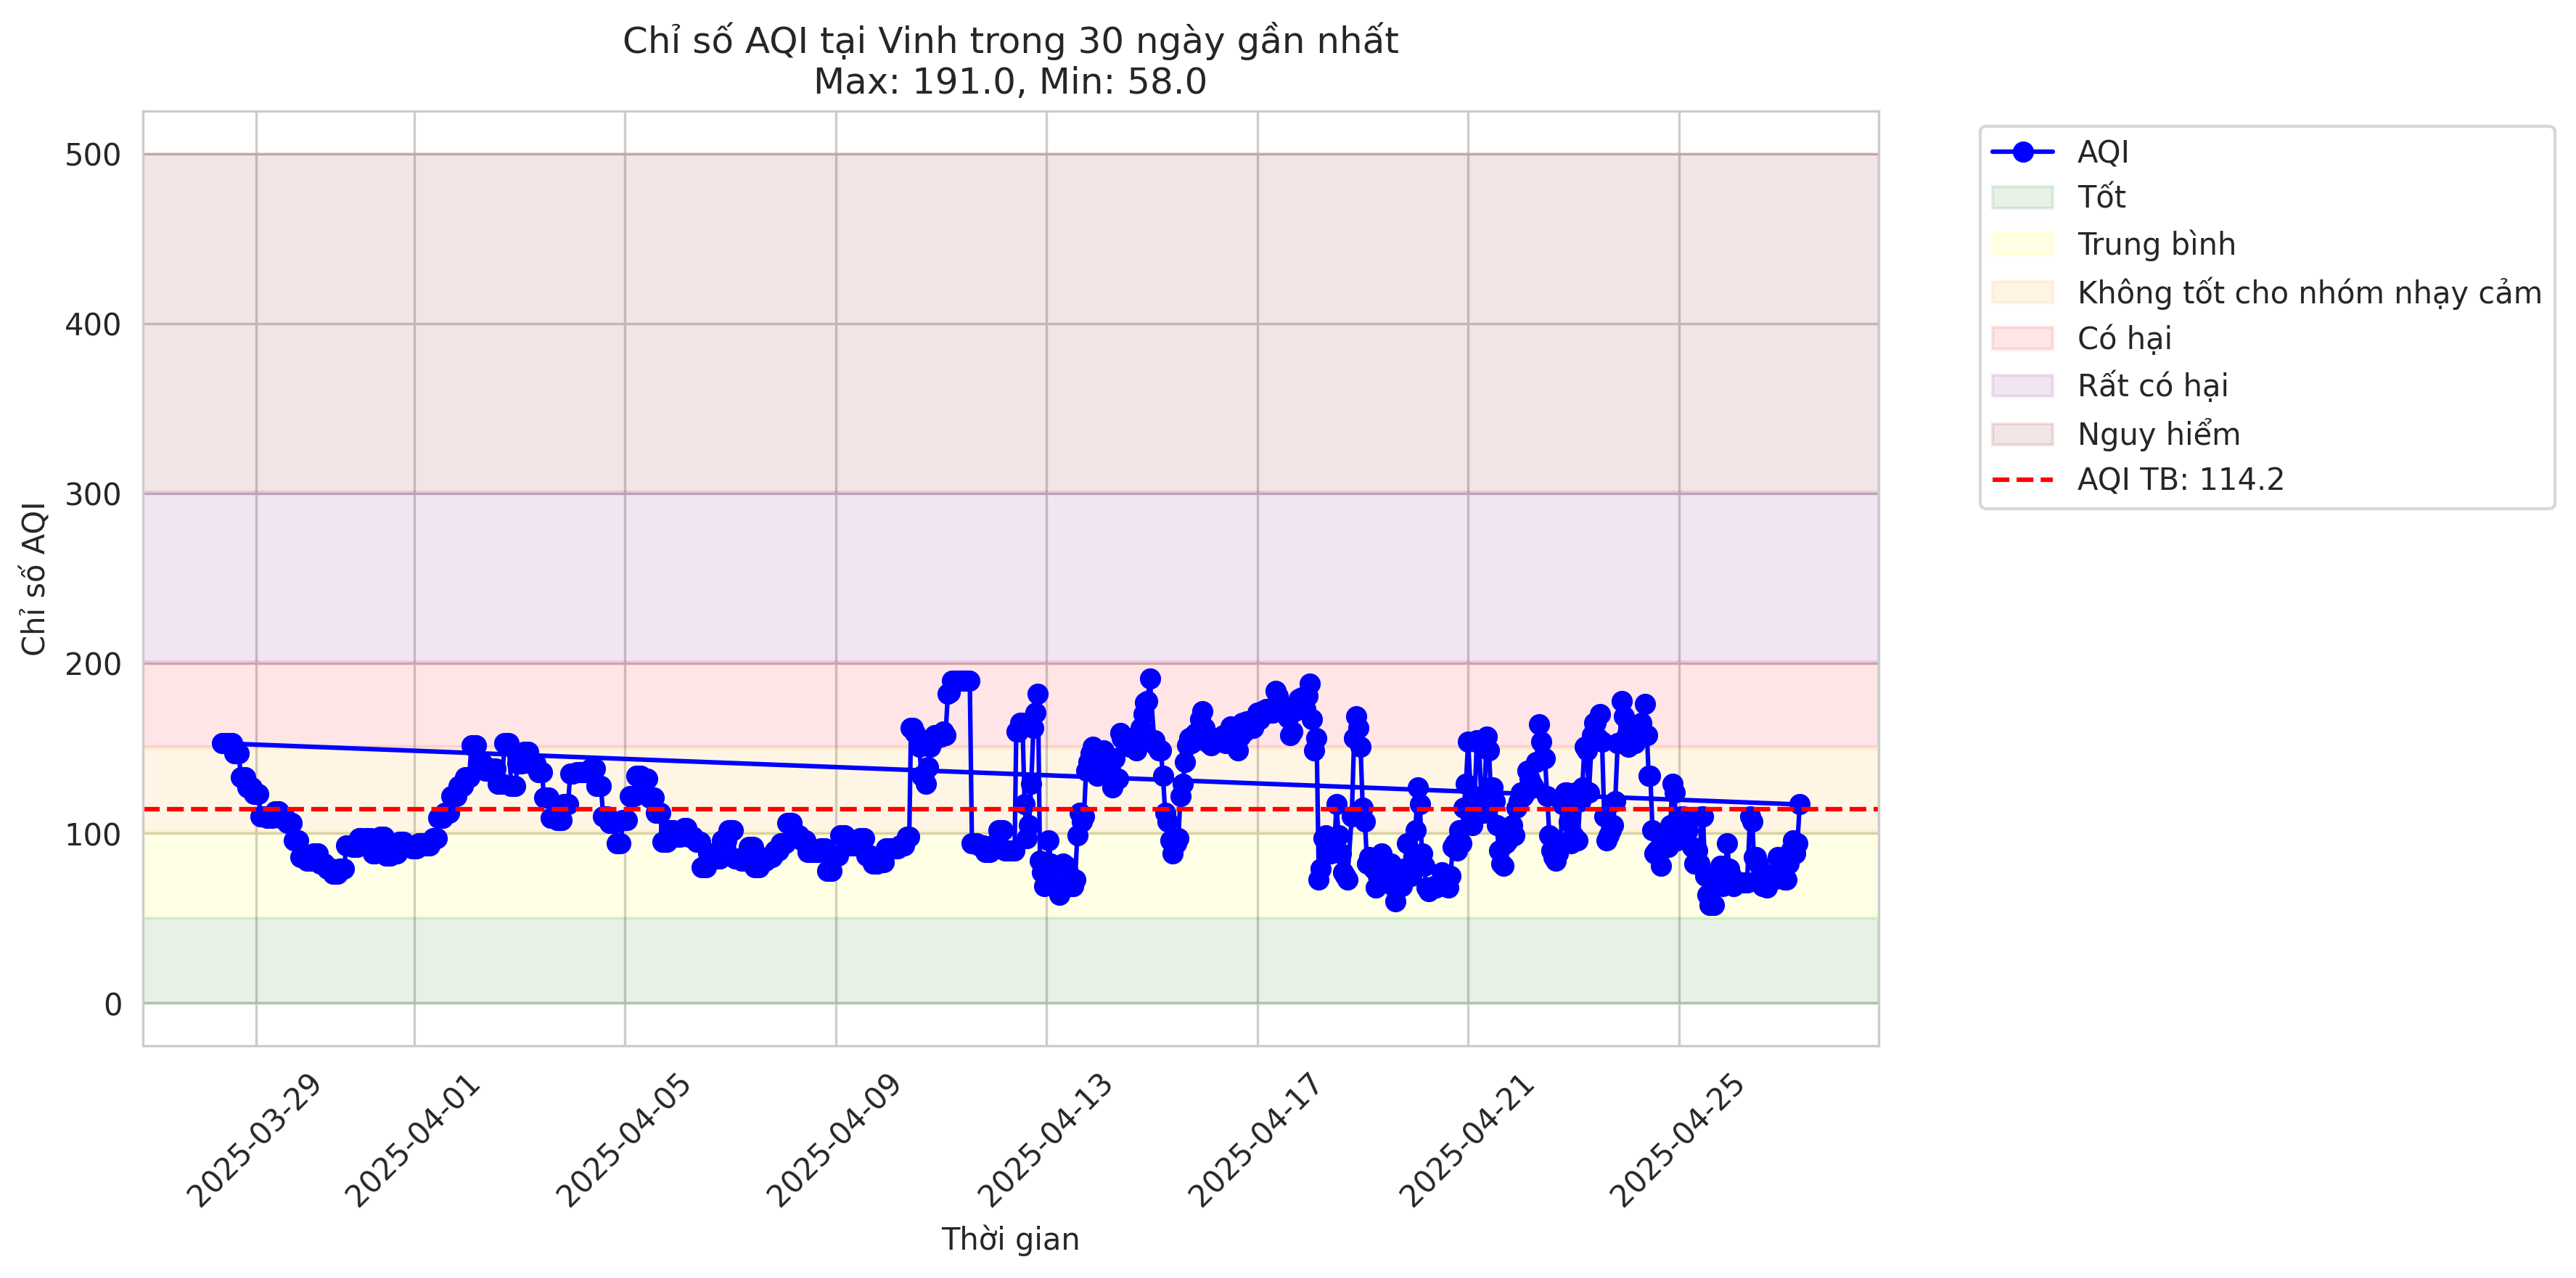 Chỉ số AQI tại Vinh trong 30 ngày gần nhất
Max: 191.0, Min: 58.0
Chỉ số AQI
500
400
300
200
100
0
2025-03-29
2025-04-01
2025-04-05
2025-04-09
2025-04-13
2025-04-17
2025-04-21
2025-04-25
Thời gian
AQI
Tốt
Trung bình
Không tốt cho nhóm nhạy cảm
Có hại
Rất có hại
Nguy hiểm
AQI TB: 114.2